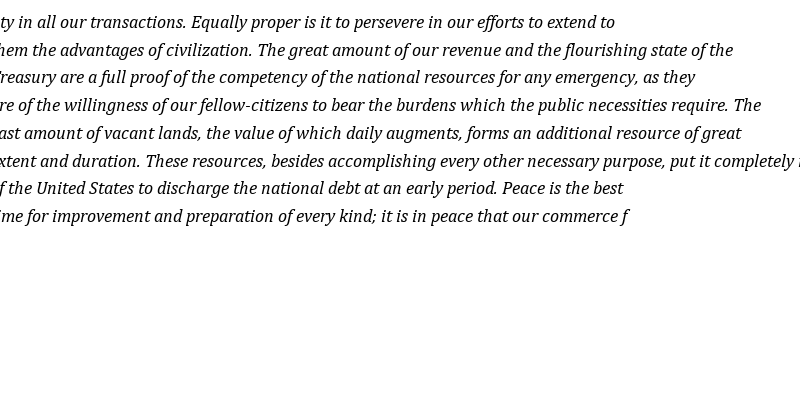 ty in all our transactions. Equally proper is it to persevere in our efforts to extend to
hem the advantages of civilization. The great amount of our revenue and the flourishing state of the
Treasury are a full proof of the competency of the national resources for any emergency, as they
re of the willingness of our fellow-citizens to bear the burdens which the public necessities require. The
ast amount of vacant lands, the value of which daily augments, forms an additional resource of great
xtent and duration. These resources, besides accomplishing every other necessary purpose, put it completely
f the United States to discharge the national debt at an early period. Peace is the best
me for improvement and preparation of every kind; it is in peace that our commerce f